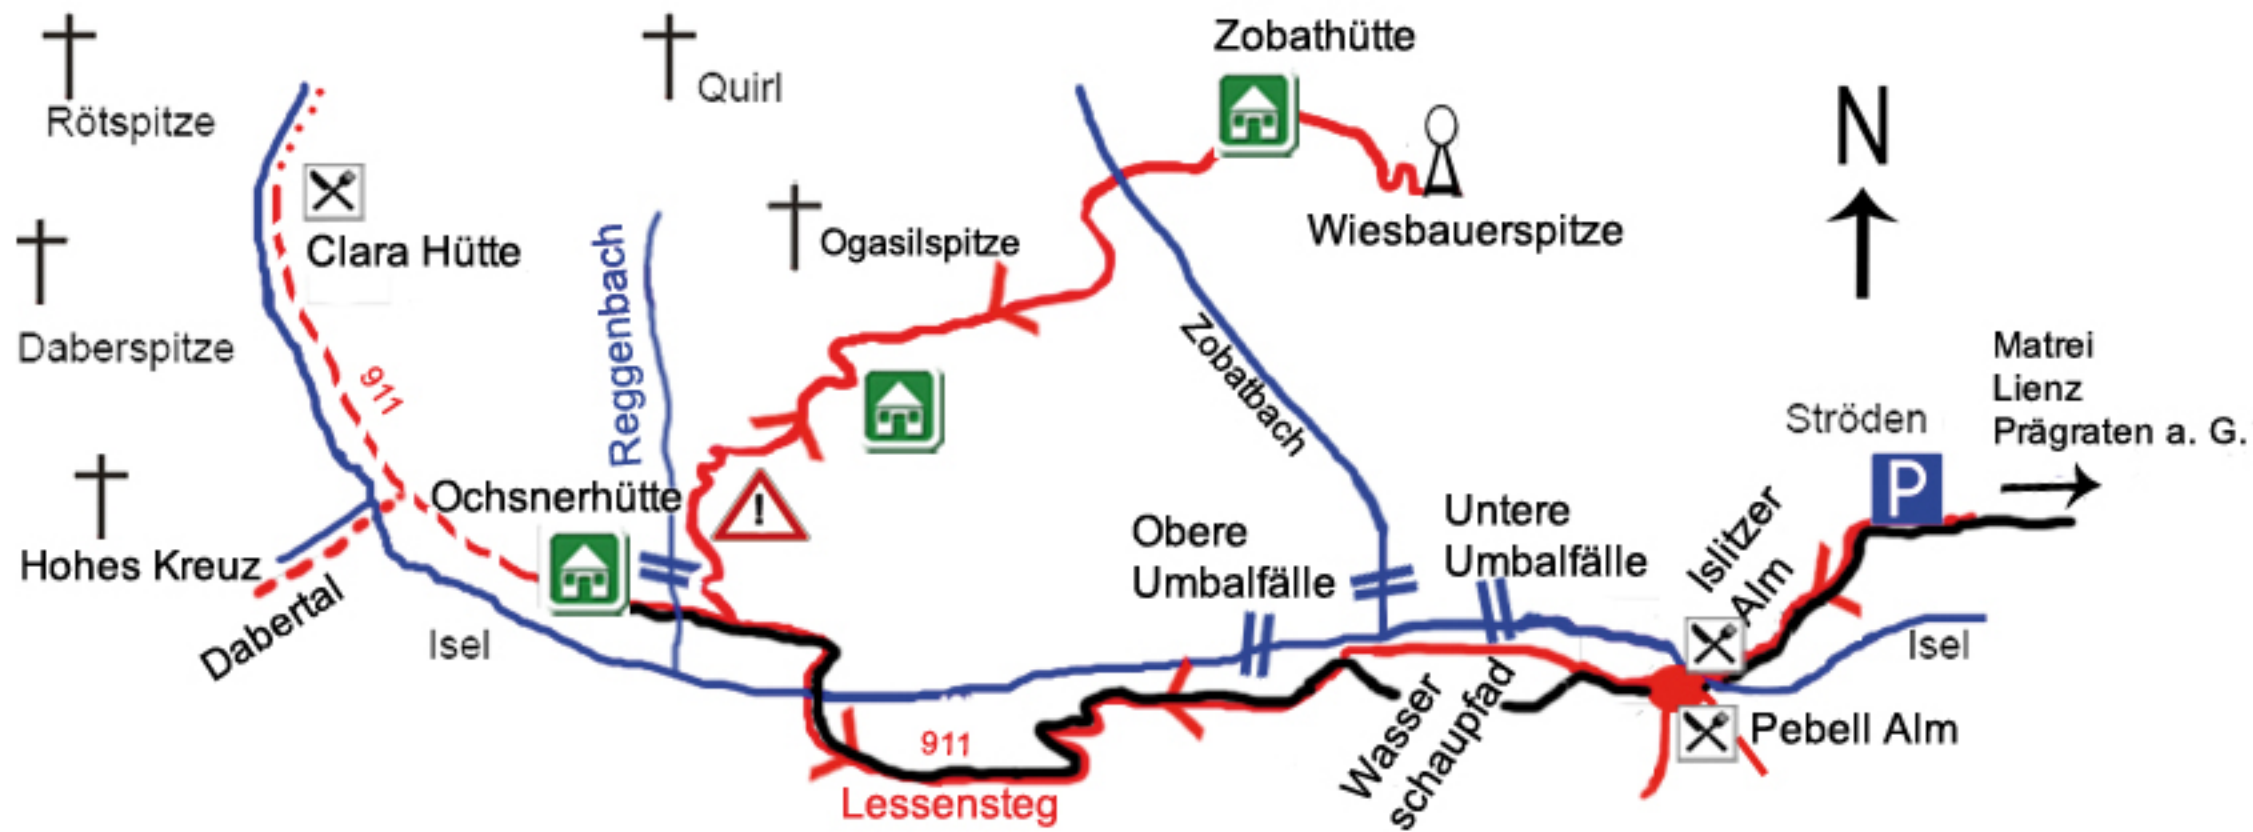 Zobathütte
Quirl
N
Rötspitze
Clara Hütte
Reggenbach
Ogasilspitze
Wiesbauerspitze
Daberspitze
911
Zobatbach
Matrei
Lienz
Prägraten a. G.
Ströden
P
Ochsnerhütte
!
Obere
Umbalfälle
Untere
Umbalfälle
Islitzer
Alm
Hohes Kreuz
Dabertal
Isel
Isel
Wasser
schaupfad
911
Pebell Alm
Lessensteg